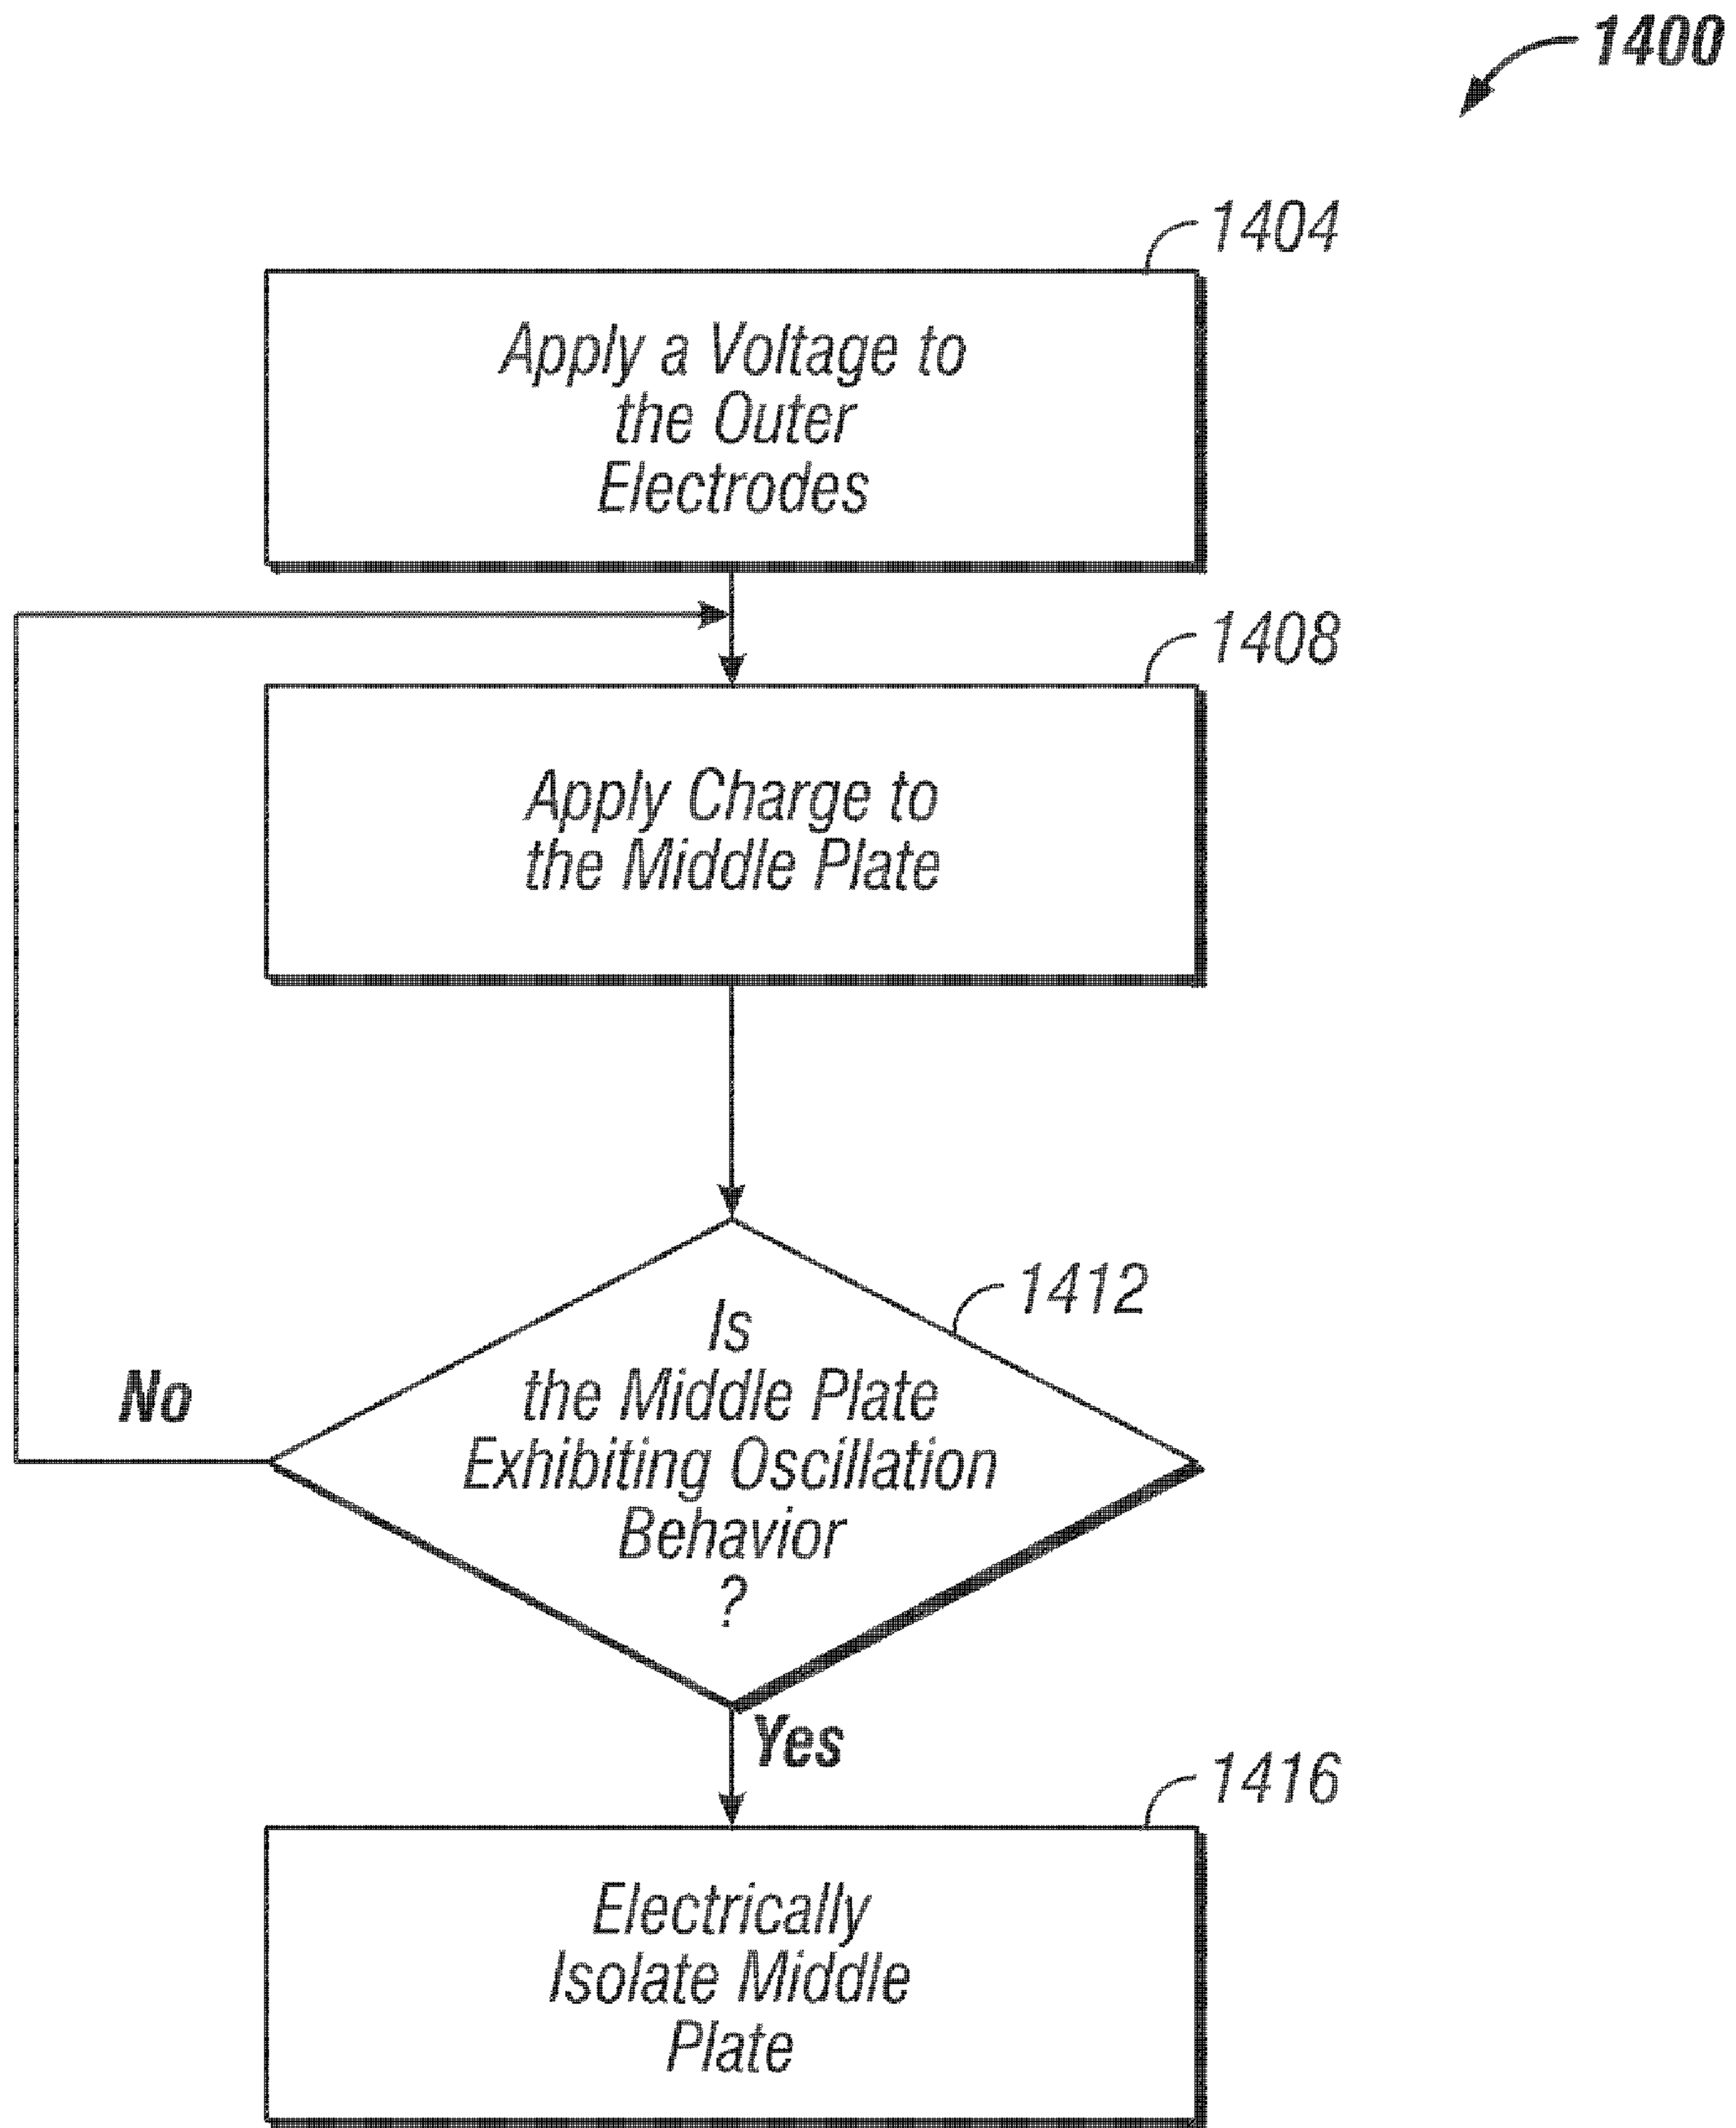 1400
1404
Apply a Voltage to
the Outer
Electrodes
1408
Apply Charge to
the Middle Plate
1412
Is
the Middle Plate
Exhibiting Oscillation
Behavior
?
No
Yes
1416
Electrically
Isolate Middle
Plate